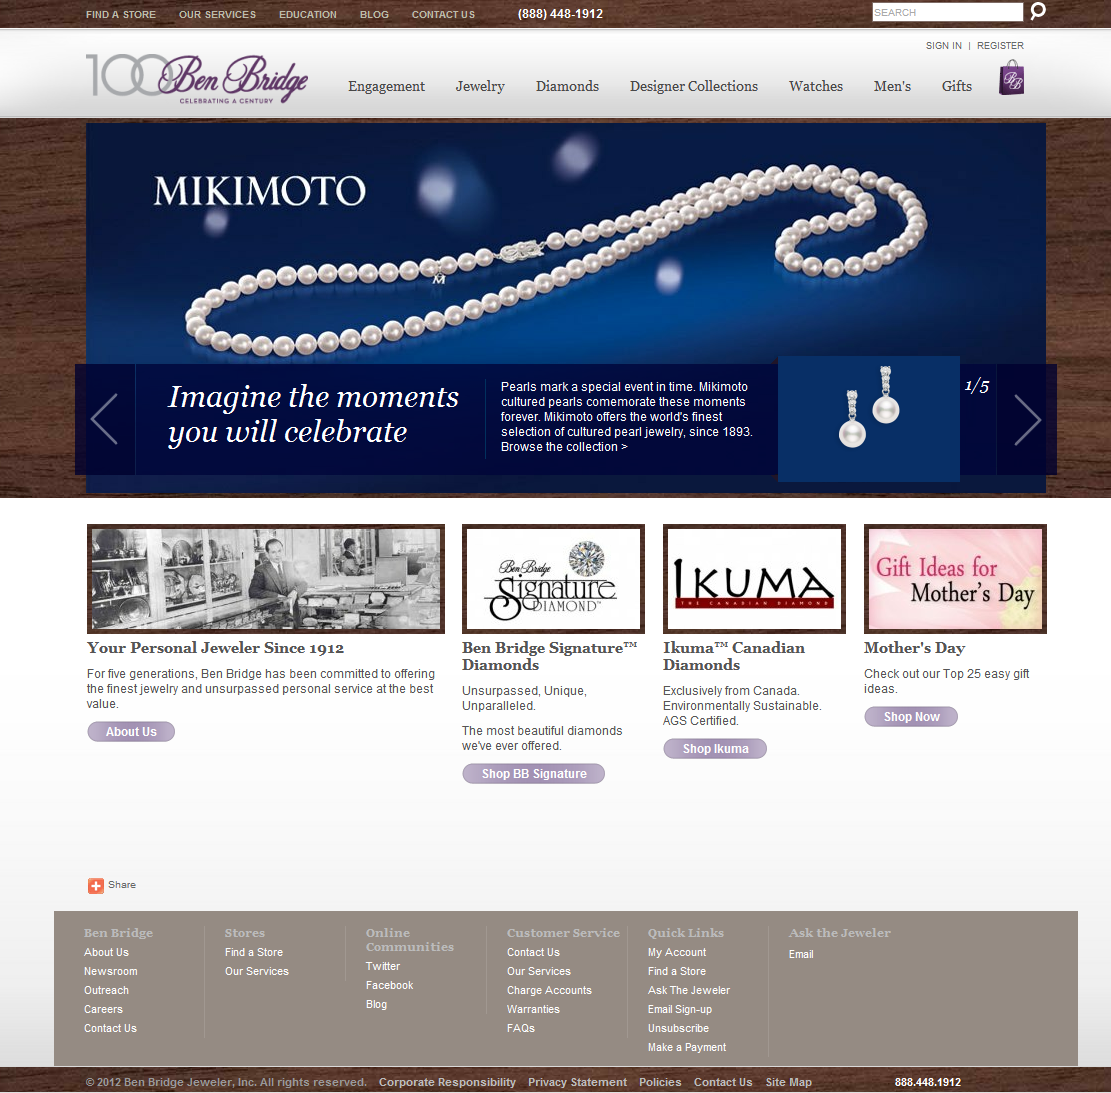 FIND A STORE OUR SERVICES EDUCATION BLOG CONTACT US (888) 448-1912 SEARCH
SIGN IN | REGISTER
100 Ben Bridge
CELEBRATING A CENTURY
Engagement Jewelry Diamonds Designer Collections Watches Men's Gifts
BB
MIKIMOTO
M
Imagine the moments
you will celebrate
Pearls mark a special event in time. Mikimoto
cultured pearls comemorate these moments
forever. Mikimoto offers the world's finest
selection of cultured pearl jewelry, since 1893.
Browse the collection >
1/5
Your Personal Jeweler Since 1912
For five generations, Ben Bridge has been committed to offering
the finest jewelry and unsurpassed personal service at the best
value.
About Us
Ben Bridge
Signature
DIAMOND™
Ben Bridge Signature™
Diamonds
Unsurpassed, Unique,
Unparalleled.
The most beautiful diamonds
we've ever offered.
Shop BB Signature
IKUMA
THE CANADIAN DIAMOND
Ikuma™ Canadian
Diamonds
Exclusively from Canada.
Environmentally Sustainable.
AGS Certified.
Shop Ikuma
Gift Ideas for
Mother's Day
Mother's Day
Check out our Top 25 easy gift
ideas.
Shop Now
Share
Ben Bridge
About Us
Newsroom
Outreach
Careers
Contact Us
Stores
Find a Store
Our Services
Online
Communities
Twitter
Facebook
Blog
Customer Service
Contact Us
Our Services
Charge Accounts
Warranties
FAQs
Quick Links
My Account
Find a Store
Ask The Jeweler
Email Sign-up
Unsubscribe
Make a Payment
Ask the Jeweler
Email
© 2012 Ben Bridge Jeweler, Inc. All rights reserved. Corporate Responsibility Privacy Statement Policies Contact Us Site Map 888.448.1912